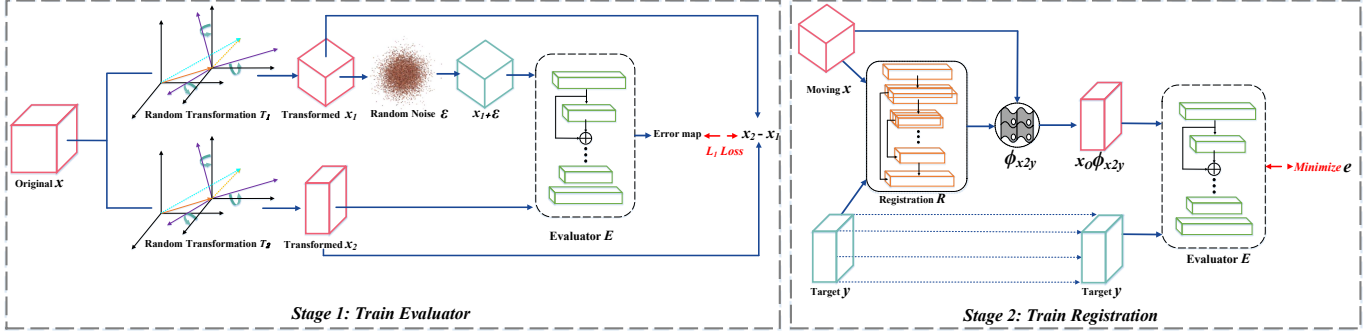 Original x
Random Transformation T₁
Transformed x₁
Random Noise ε
x₁+ε
Error map
L₁ Loss
x₂ - x₁
Evaluator E
Random Transformation T₂
Transformed x₂
Stage 1: Train Evaluator
Moving x
Registration R
ϕx2y
xOϕx2y
Minimize e
Evaluator E
Target y
Target y
Stage 2: Train Registration